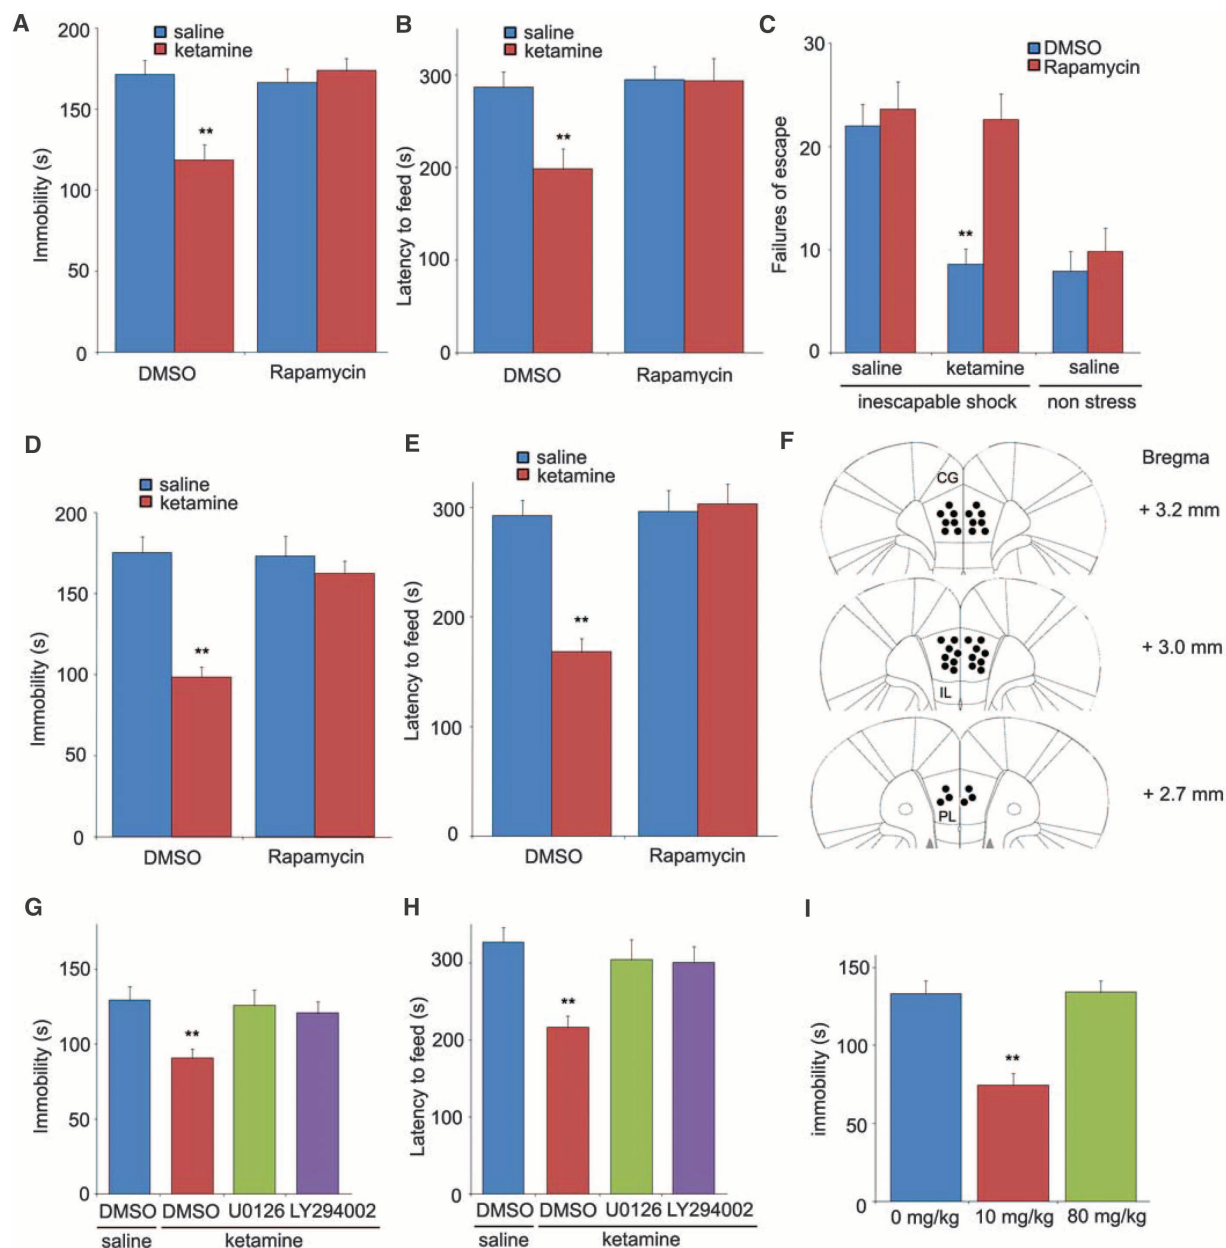 A
saline
ketamine
Immobility (s)
200
150
100
50
0
**
DMSO
Rapamycin
B
saline
ketamine
Latency to feed (s)
300
200
100
0
**
DMSO
Rapamycin
C
DMSO
Rapamycin
Failures of escape
30
20
10
0
**
saline
ketamine
saline
inescapable shock
non stress
D
saline
ketamine
Immobility (s)
200
150
100
50
0
**
DMSO
Rapamycin
E
saline
ketamine
Latency to feed (s)
300
200
100
0
**
DMSO
Rapamycin
F
Bregma
CG
+ 3.2 mm
IL
+ 3.0 mm
PL
+ 2.7 mm
G
Immobility (s)
150
100
50
0
**
DMSO
DMSO
U0126
LY294002
saline
ketamine
H
Latency to feed (s)
300
200
100
0
**
DMSO
DMSO
U0126
LY294002
saline
ketamine
I
immobility (s)
150
100
50
0
**
0 mg/kg
10 mg/kg
80 mg/kg